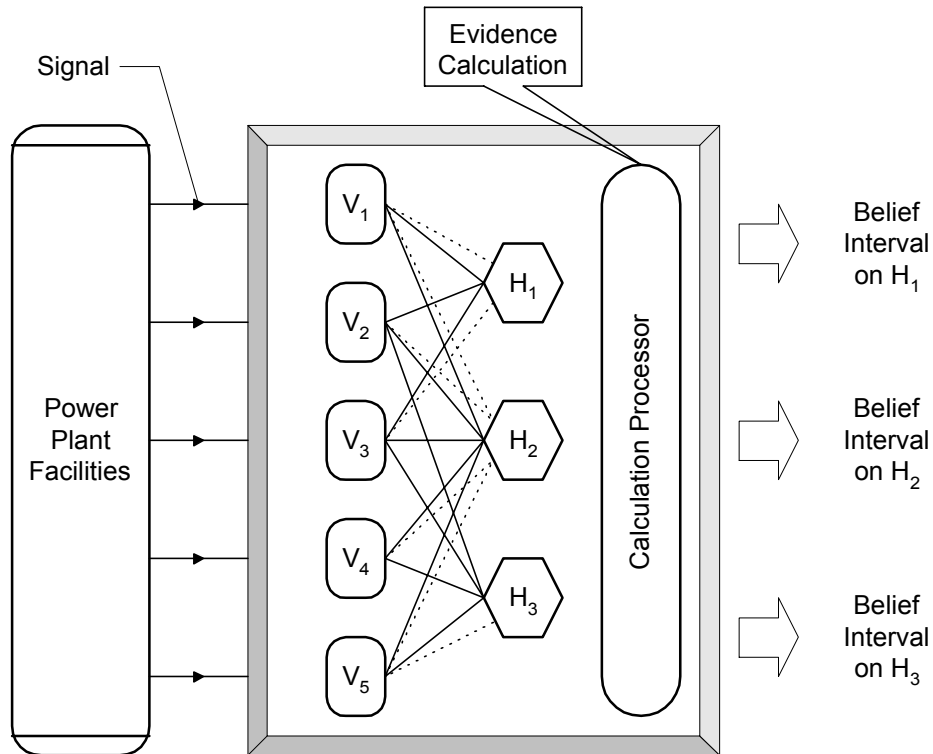 Signal
Evidence
Calculation
Power
Plant
Facilities
V₁
V₂
V₃
V₄
V₅
H₁
H₂
H₃
Calculation Processor
Belief
Interval
on H₁
Belief
Interval
on H₂
Belief
Interval
on H₃